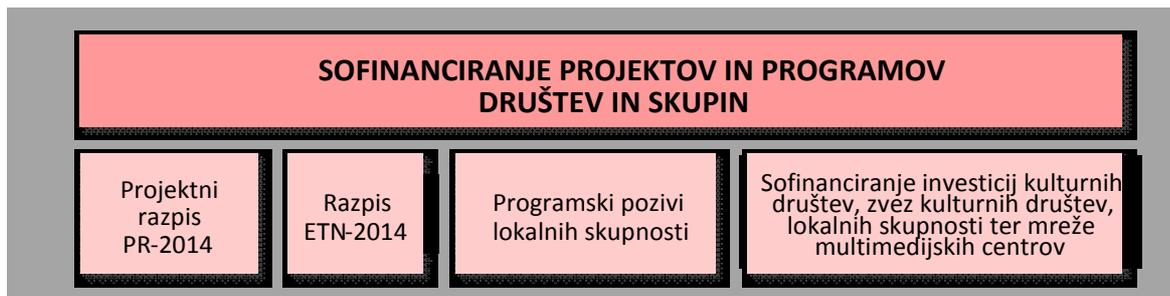 SOFINANCIRANJE PROJEKTOV IN PROGRAMOV
DRUŠTEV IN SKUPIN
Projektni
razpis
PR-2014
Razpis
ETN-2014
Programski pozivi
lokalnih skupnosti
Sofinanciranje investicij kulturnih
društev, zvez kulturnih društev,
lokalnih skupnosti ter mreže
multimedijskih centrov